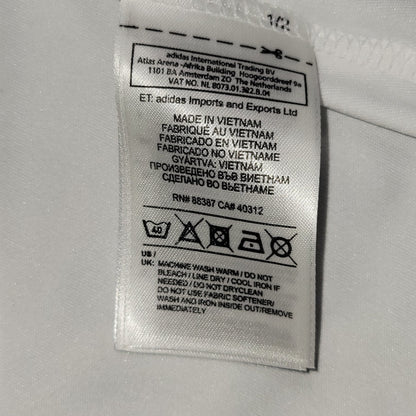 adidas International Trading BV
Atlas Arena -Afrika Building Hoogoorddreef 9a
1101 BA Amsterdam ZO The Netherlands
VAT NO. NL 8073.01.382.B.04
ET: adidas Imports and Exports Ltd
MADE IN VIETNAM
FABRIQUÉ AU VIETNAM
FABRICADO EN VIETNAM
FABRICADO NO VIETNAM
GYÁRTVA: VIETNAM
ПРОИЗВЕДЕНО ВЪВ ВИЕТНАМ
СДЕЛАНО ВО ВЬЕТНАМЕ
RN# 88387 CA# 40312
40
US /
UK: MACHINE WASH WARM / DO NOT
BLEACH / LINE DRY / COOL IRON IF
NEEDED / DO NOT DRYCLEAN
DO NOT USE FABRIC SOFTENER/
WASH AND IRON INSIDE OUT/REMOVE
IMMEDIATELY